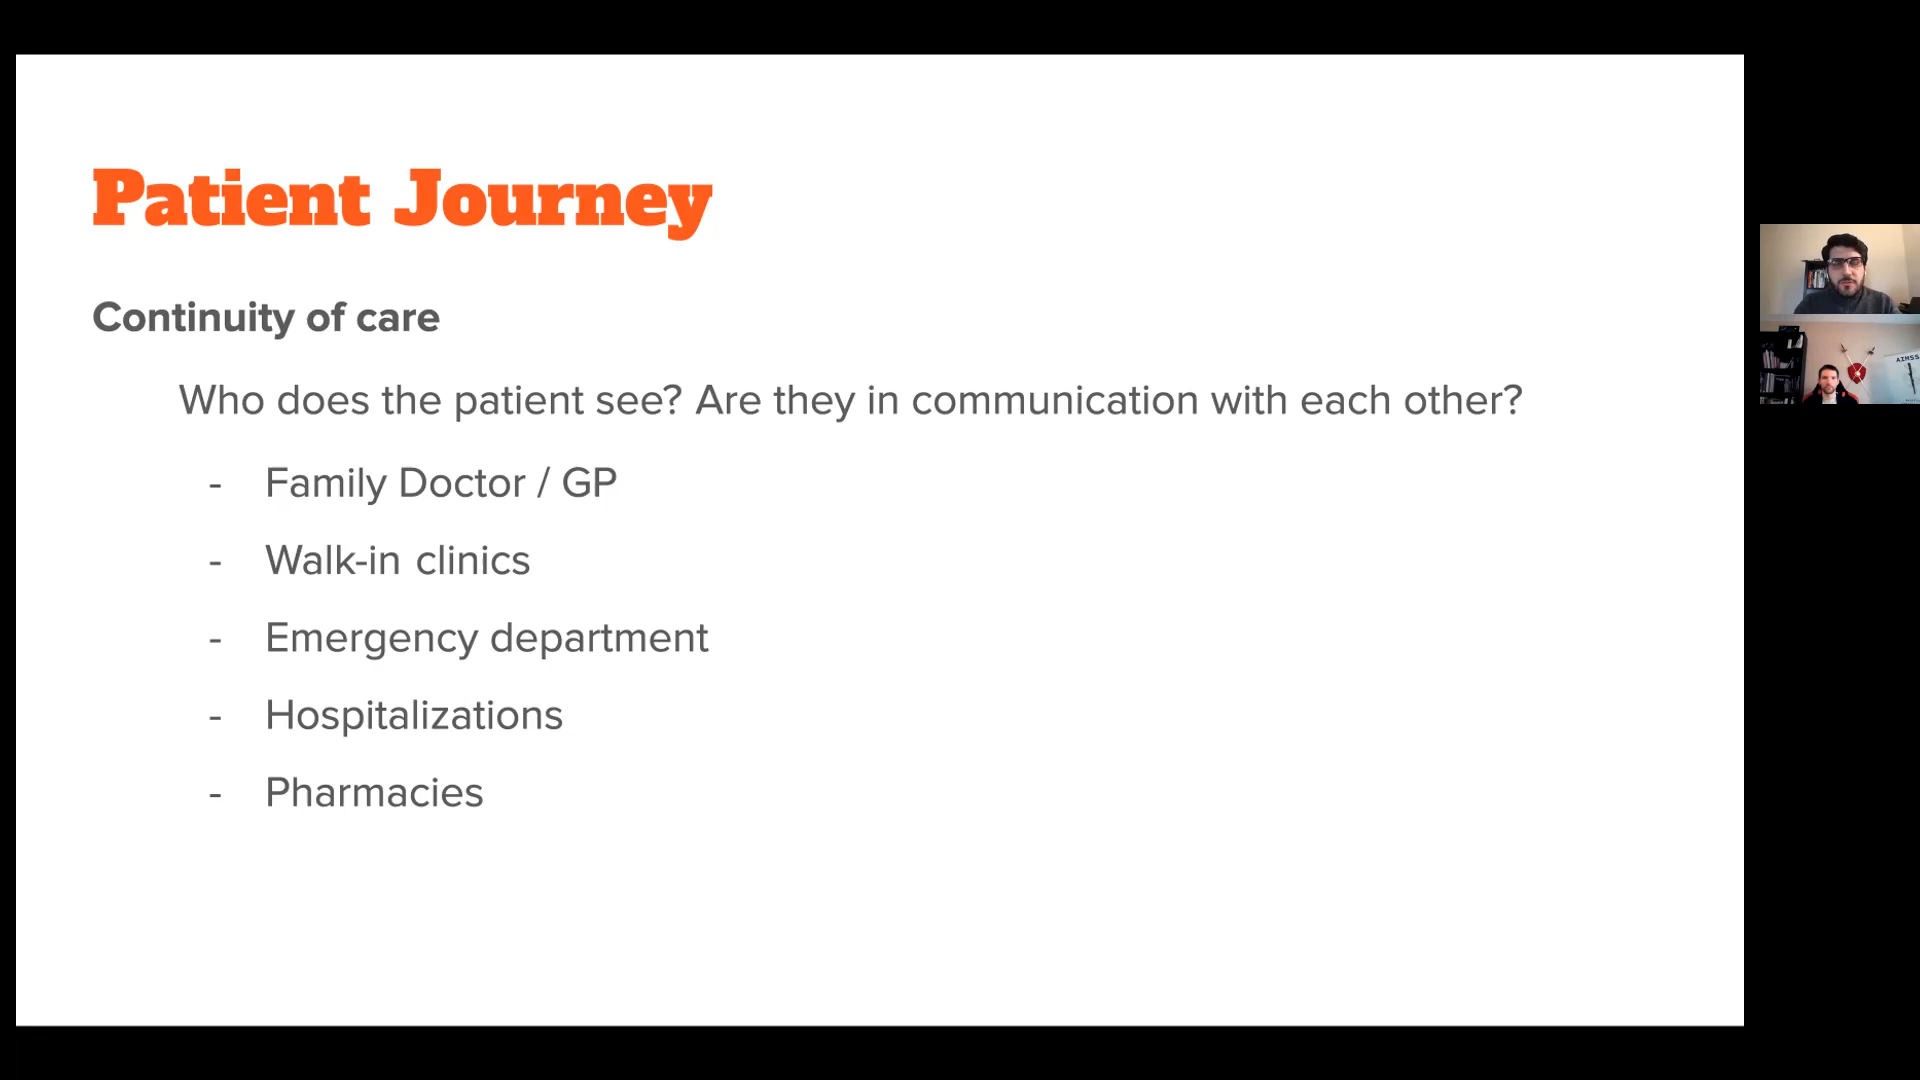 Patient Journey
Continuity of care
Who does the patient see? Are they in communication with each other?
- Family Doctor / GP
- Walk-in clinics
- Emergency department
- Hospitalizations
- Pharmacies
AIMSS